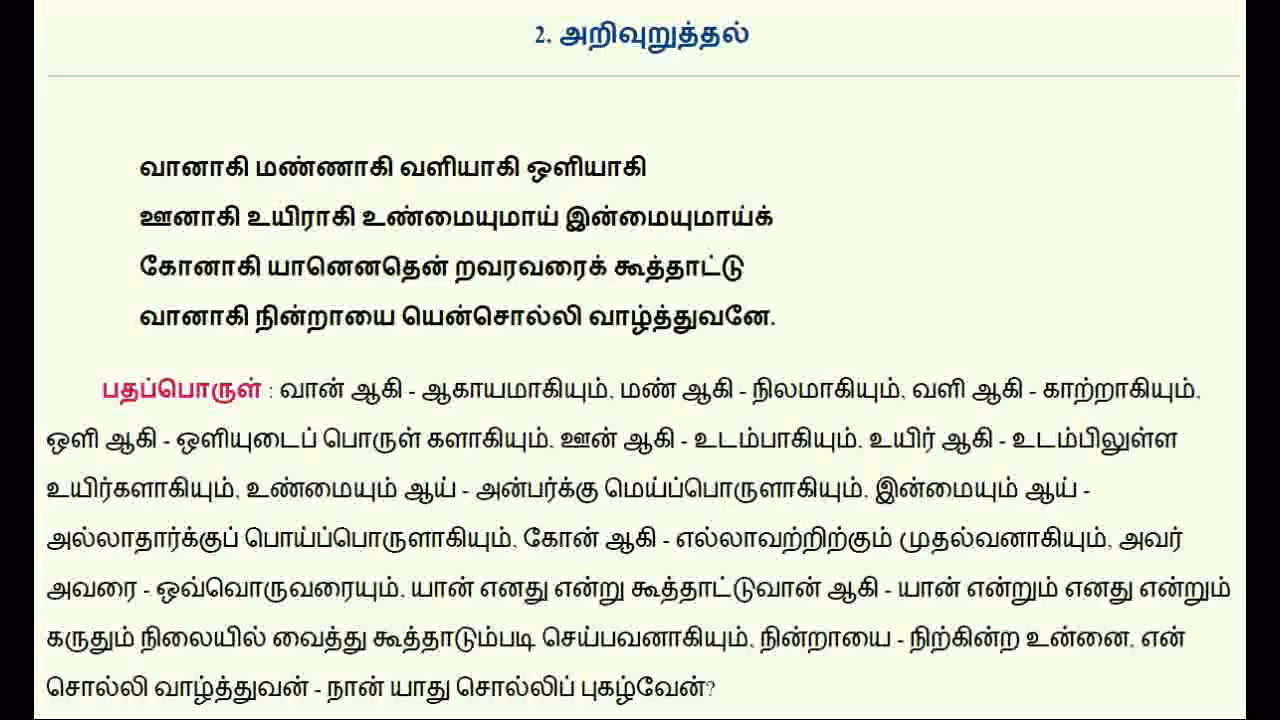 2. அறிவுறுத்தல்
வானாகி மண்ணாகி வளியாகி ஒளியாகி
ஊனாகி உயிராகி உண்மையுமாய் இன்மையுமாய்க்
கோனாகி யானெனதென் றவரவரைக் கூத்தாட்டு
வானாகி நின்றாயை யென்சொல்லி வாழ்த்துவனே.
பதப்பொருள் : வான் ஆகி - ஆகாயமாகியும், மண் ஆகி - நிலமாகியும், வளி ஆகி - காற்றாகியும்,
ஒளி ஆகி - ஒளியுடைப் பொருள் களாகியும், ஊன் ஆகி - உடம்பாகியும், உயிர் ஆகி - உடம்பிலுள்ள
உயிர்களாகியும், உண்மையும் ஆய் - அன்பர்க்கு மெய்ப்பொருளாகியும், இன்மையும் ஆய் -
அல்லாதார்க்குப் பொய்ப்பொருளாகியும், கோன் ஆகி - எல்லாவற்றிற்கும் முதல்வனாகியும், அவர்
அவரை - ஒவ்வொருவரையும், யான் எனது என்று கூத்தாட்டுவான் ஆகி - யான் என்றும் எனது என்றும்
கருதும் நிலையில் வைத்து கூத்தாடும்படி செய்பவனாகியும், நின்றாயை - நிற்கின்ற உன்னை, என்
சொல்லி வாழ்த்துவன் - நான் யாது சொல்லிப் புகழ்வேன்?